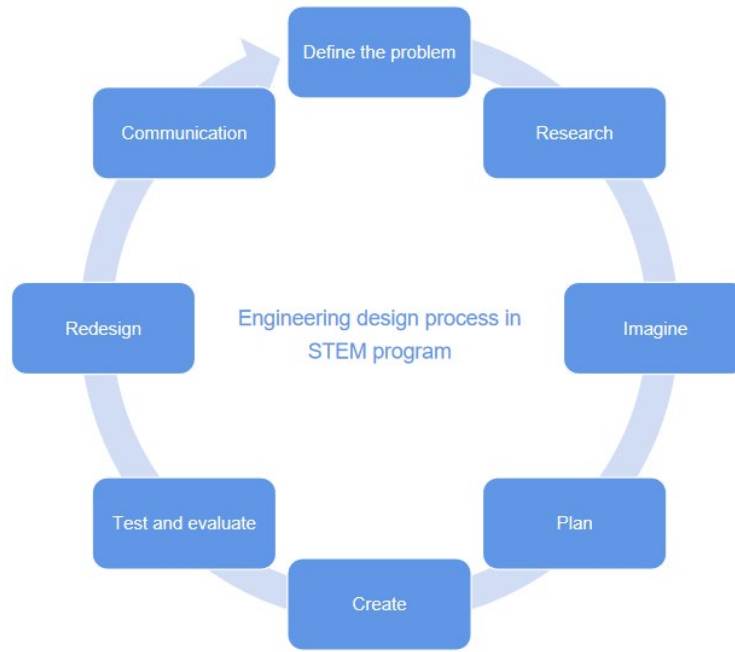 Define the problem
Research
Imagine
Plan
Create
Test and evaluate
Redesign
Communication
Engineering design process in
STEM program